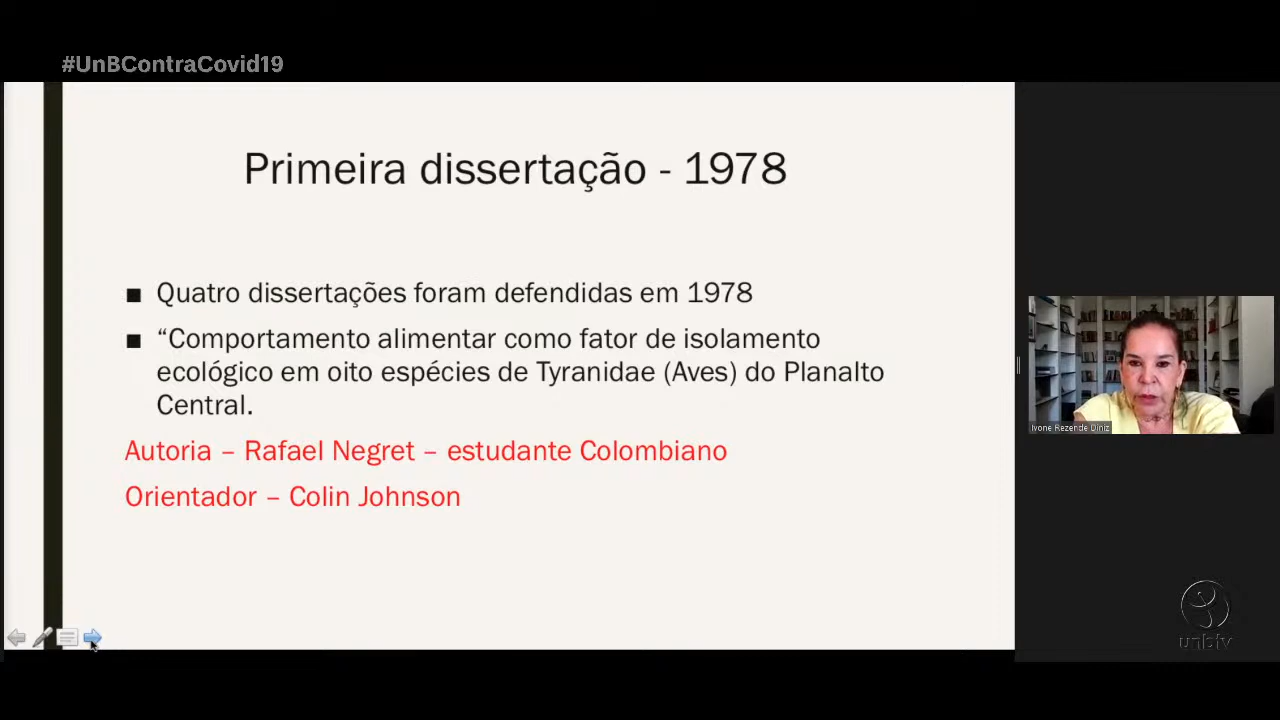 #UnBContraCovid19
Primeira dissertação - 1978
■ Quatro dissertações foram defendidas em 1978
■ “Comportamento alimentar como fator de isolamento
ecológico em oito espécies de Tyranidae (Aves) do Planalto
Central.
Autoria – Rafael Negret – estudante Colombiano
Orientador – Colin Johnson
Ivone Rezende Diniz
unbtv